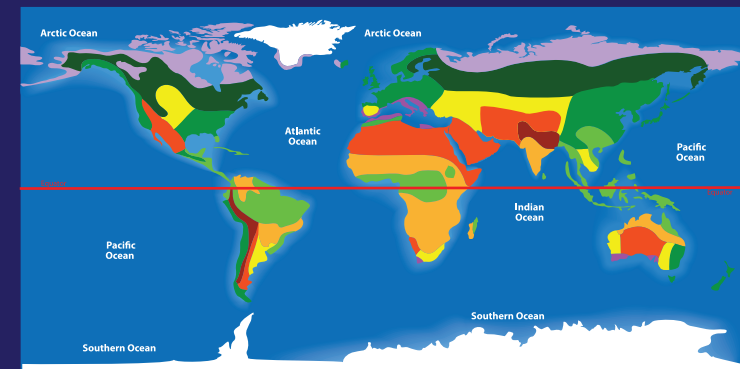 Arctic Ocean
Arctic Ocean
Atlantic
Ocean
Pacific
Ocean
Indian
Ocean
Pacific
Ocean
Southern Ocean
Southern Ocean